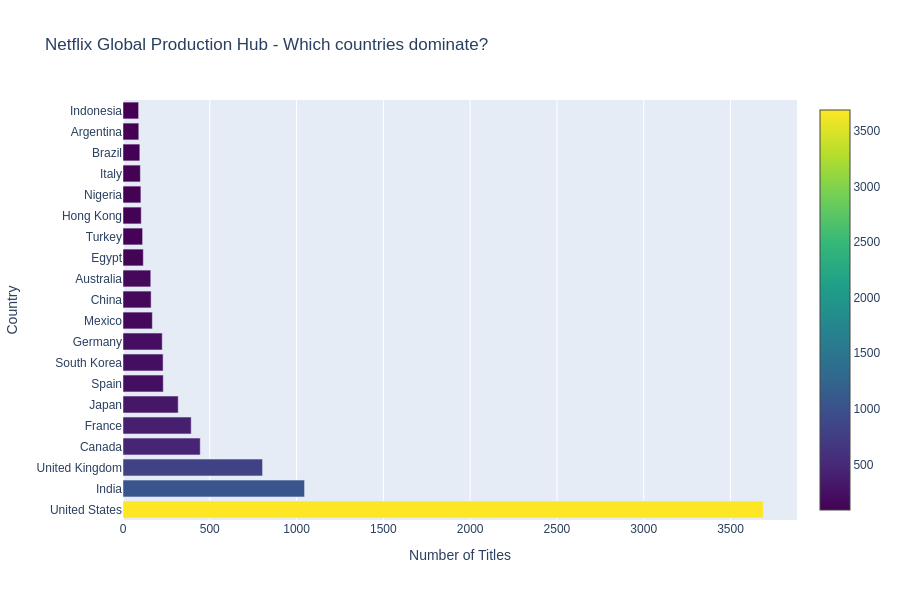 Netflix Global Production Hub - Which countries dominate?
Country
Indonesia
Argentina
Brazil
Italy
Nigeria
Hong Kong
Turkey
Egypt
Australia
China
Mexico
Germany
South Korea
Spain
Japan
France
Canada
United Kingdom
India
United States
0 500 1000 1500 2000 2500 3000 3500
Number of Titles
3500
3000
2500
2000
1500
1000
500